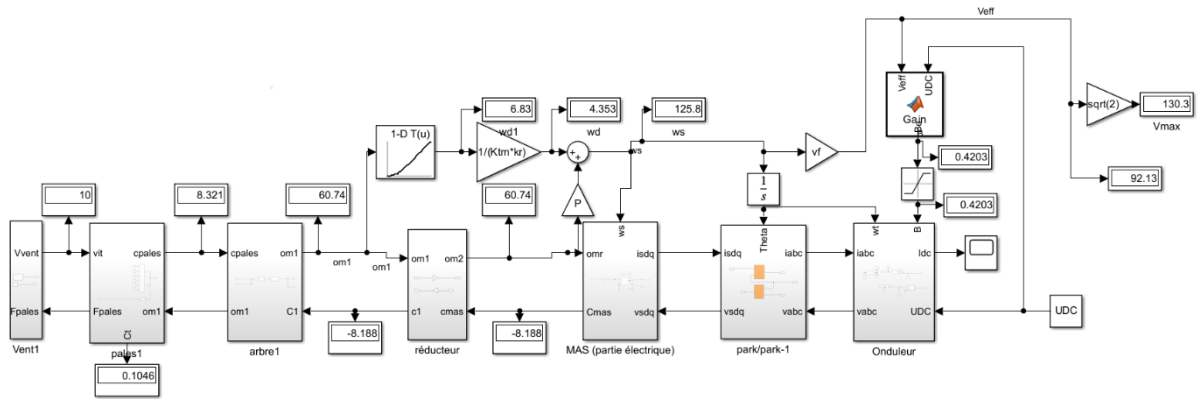 Veff
Veff
UDC
Gain
sqrt(2)
130.3
Vmax
6.83
wd1
4.353
wd
125.8
ws
1-D T(u)
1/(Ktm*kr)
ws
vf
0.4203
92.13
10
8.321
60.74
60.74
P
1
s
0.4203
ws
Theta
wt
B
Vvent
vit
cpales
cpales
om1
om1
om1
om1
om2
omr
isdq
isdq
iabc
iabc
Idc
Fpales
Fpales
om1
om1
C1
c1
cmas
Cmas
vsdq
vsdq
vabc
vabc
UDC
UDC
Ct
-8.188
-8.188
Vent1
pales1
arbre1
réducteur
MAS (partie électrique)
park/park-1
Onduleur
0.1046